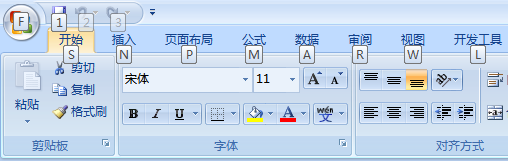 F 1 2 3
开始 插入 页面布局 公式 数据 审阅 视图 开发工具
S N P M A R W L
粘贴 剪切 宋体 11 A A
复制
格式刷 B I U A wén 文
剪贴板 字体 对齐方式